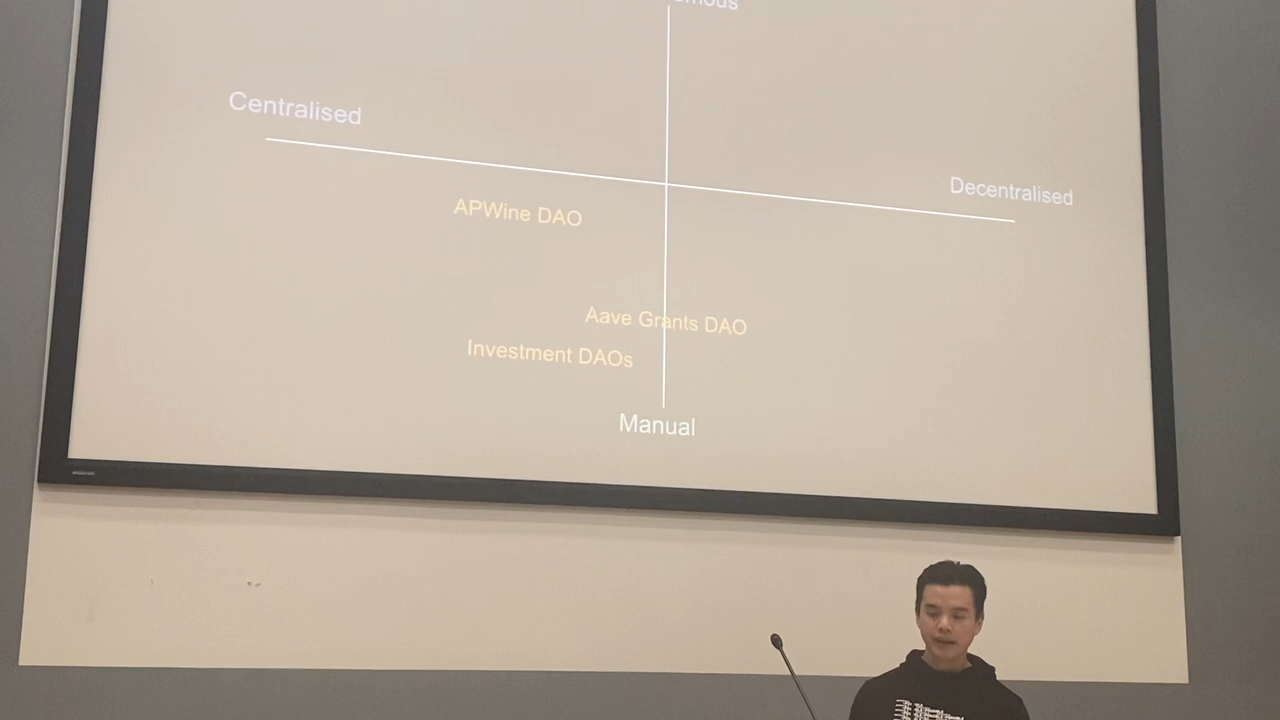 Centralised
Decentralised
APWine DAO
Aave Grants DAO
Investment DAOs
Manual